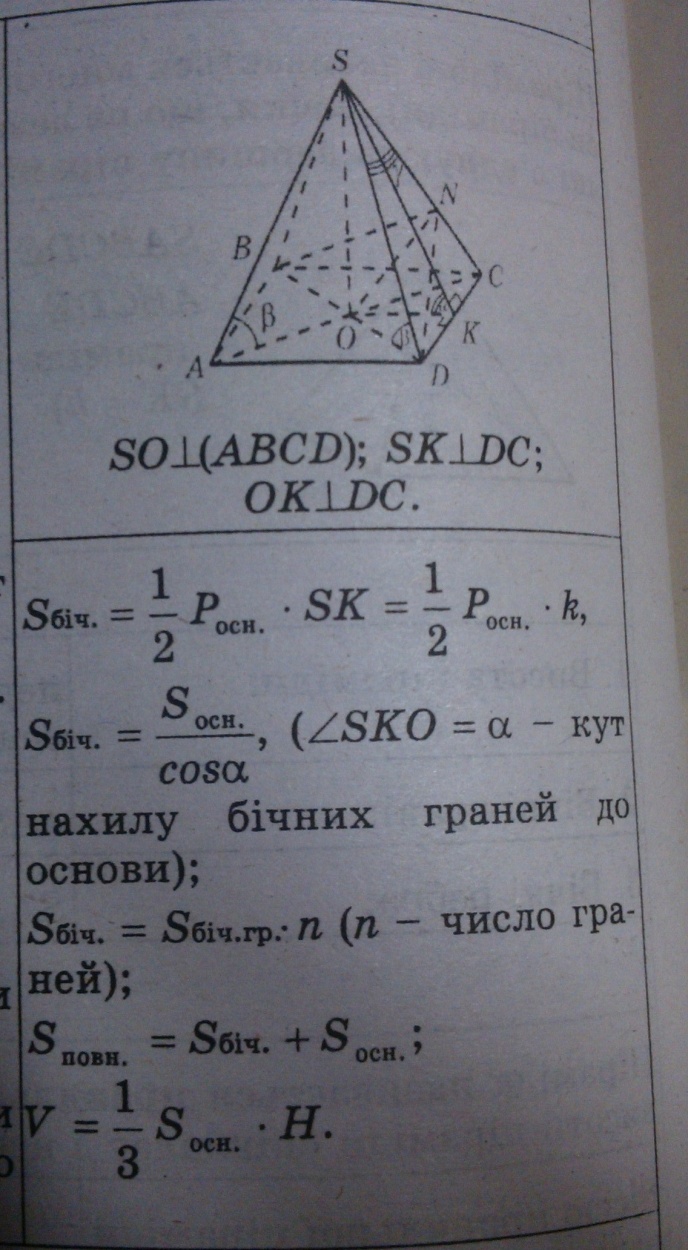 S
N
B
C
β
O
β
K
A
D
SO⊥(ABCD); SK⊥DC;
OK⊥DC.
Sбіч. = 1/2 Pосн. · SK = 1/2 Pосн. · k,
Sбіч. = Sосн./cosα, (∠SKO = α – кут
нахилу бічних граней до
основи);
Sбіч. = Sбіч.гр.· n (n – число гра-
ней);
Sповн. = Sбіч. + Sосн.;
V = 1/3 Sосн. · H.